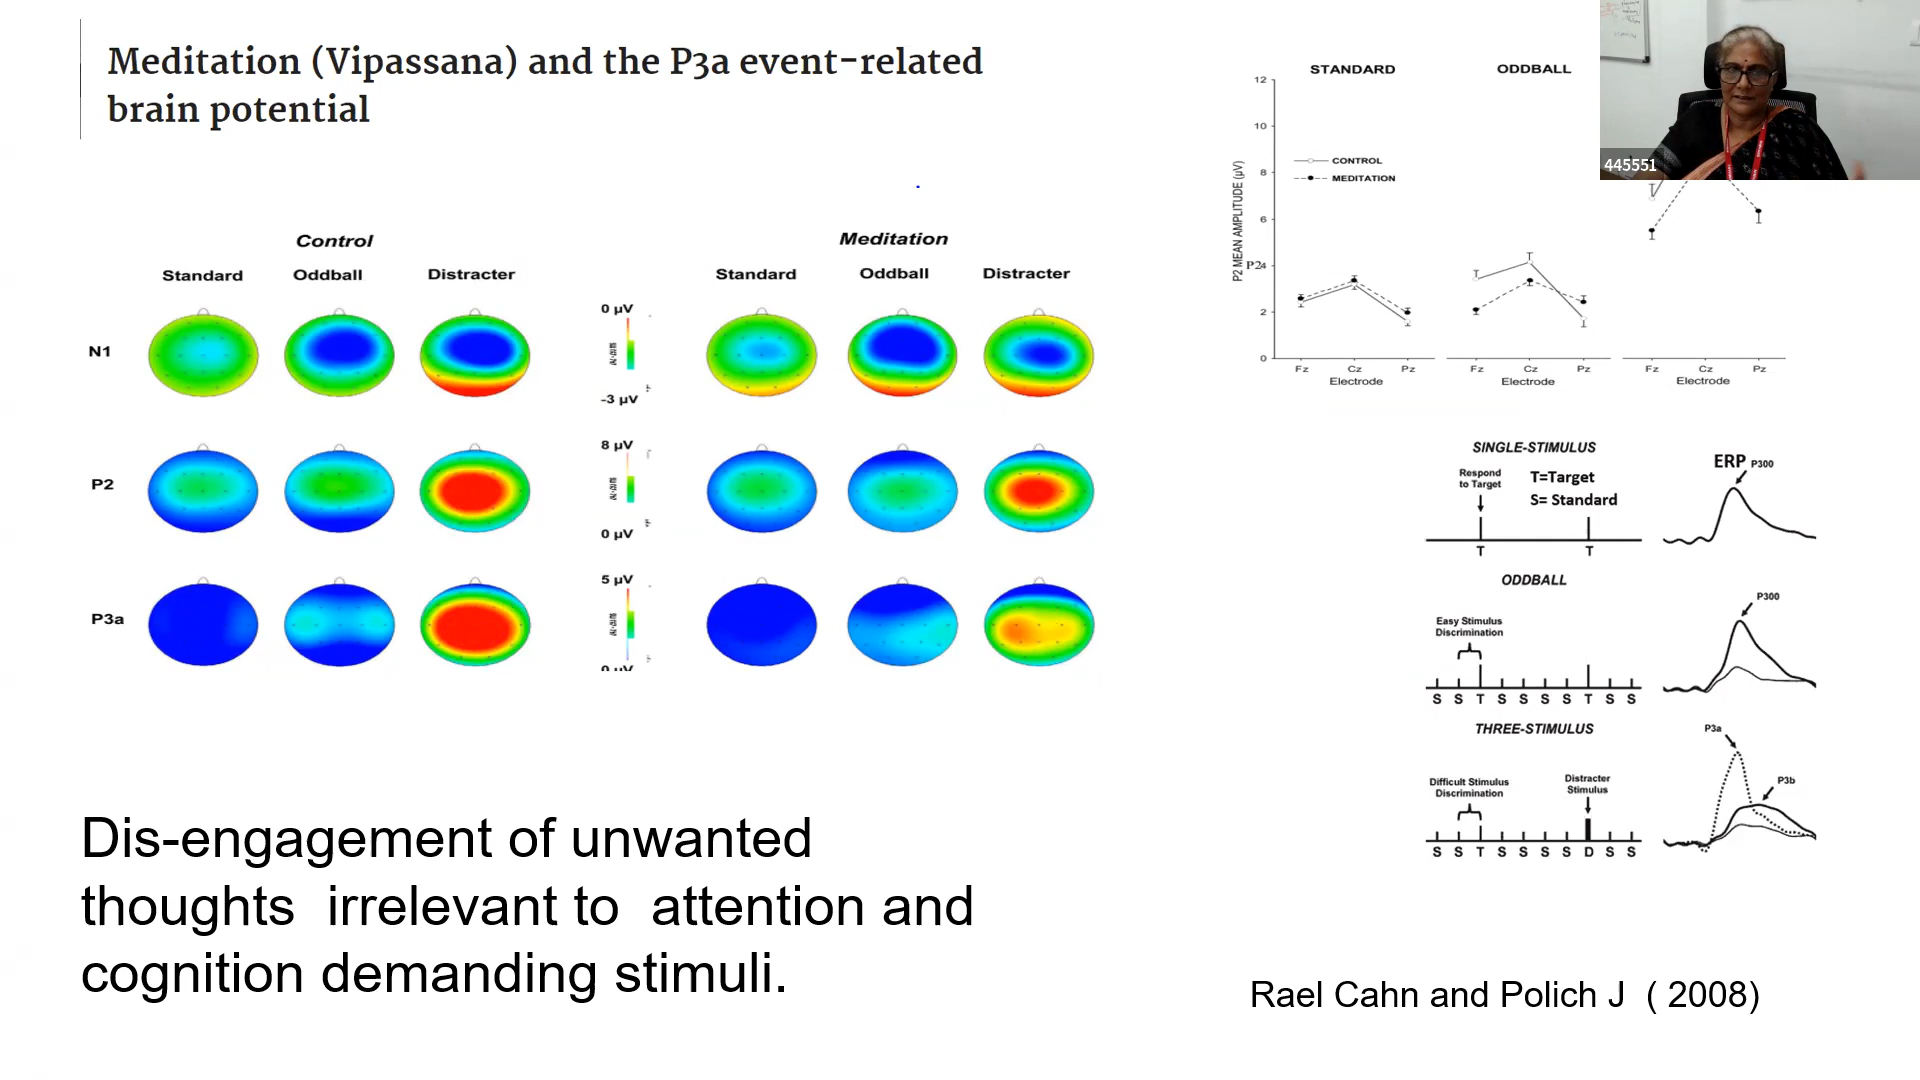 Meditation (Vipassana) and the P3a event-related
brain potential
Control
Meditation
Standard Oddball Distracter
Standard Oddball Distracter
N1
0 µV
-3 µV
P2
8 µV
0 µV
P3a
5 µV
Dis-engagement of unwanted
thoughts irrelevant to attention and
cognition demanding stimuli.
STANDARD ODDBALL
P2 MEAN AMPLITUDE (µV)
12
10
8
6
P24
2
0
CONTROL
MEDITATION
Fz Cz Pz
Electrode
Fz Cz Pz
Electrode
Fz Cz Pz
Electrode
445551
SINGLE-STIMULUS
Respond
to Target
T=Target
S= Standard
T T
ERP P300
ODDBALL
Easy Stimulus
Discrimination
S S T S S S S T S S
P300
THREE-STIMULUS
Difficult Stimulus
Discrimination
Distracter
Stimulus
S S T S S S S D S S
P3a
P3b
Rael Cahn and Polich J ( 2008)